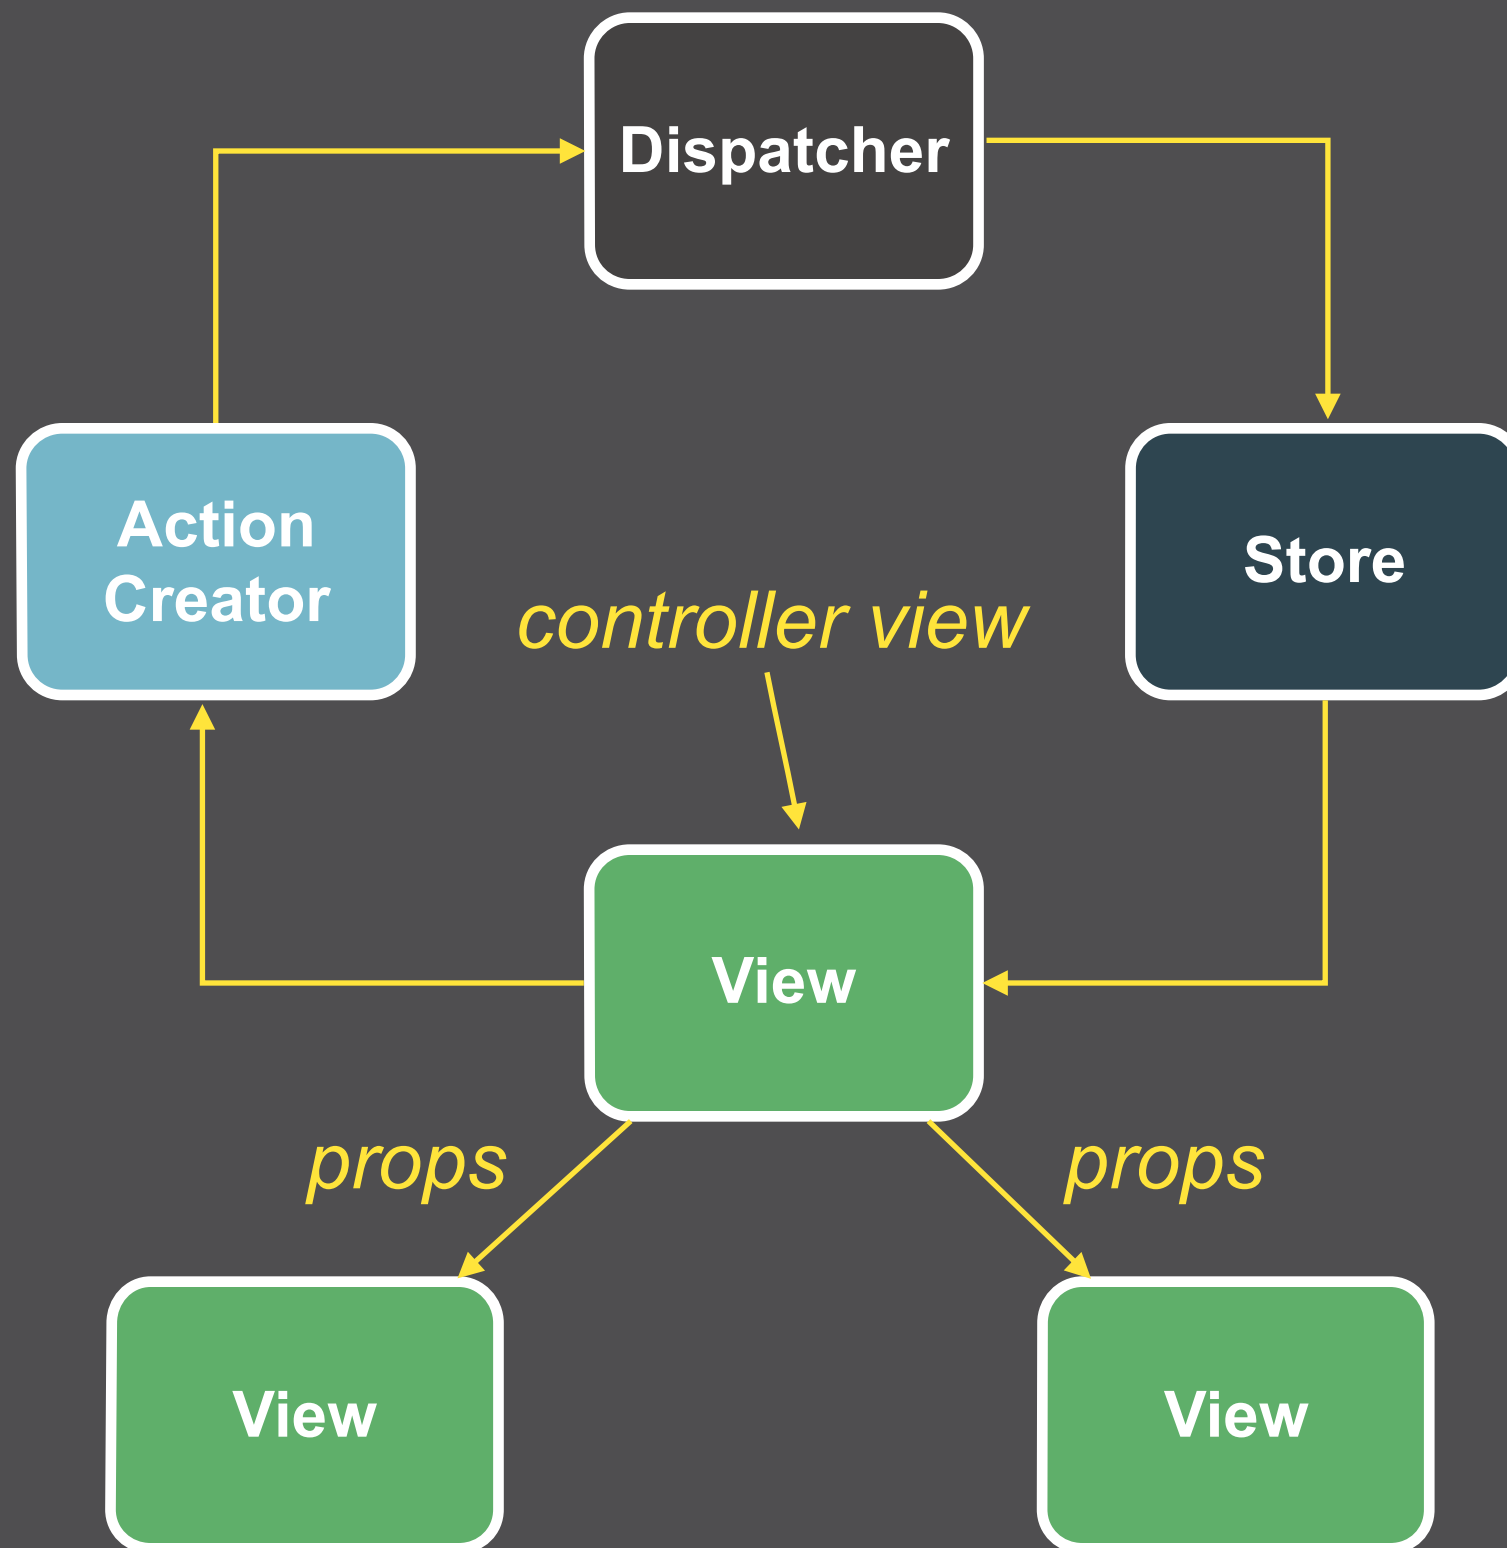 Dispatcher
Action
Creator
Store
controller view
View
props
props
View
View